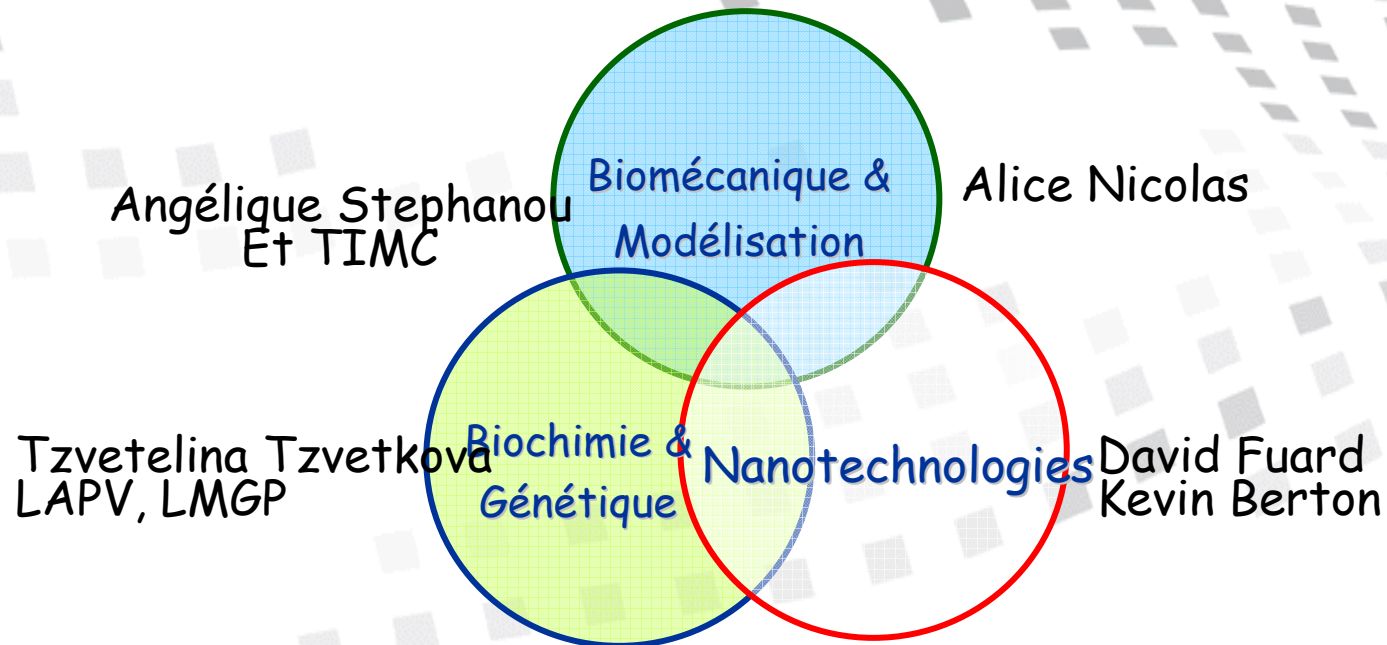 Biomécanique &
Modélisation
Alice Nicolas
Angélique Stephanou
Et TIMC
Tzvetelina Tzvetkova
LAPV, LMGP
Biochimie &
Génétique
Nanotechnologies
David Fuard
Kevin Berton